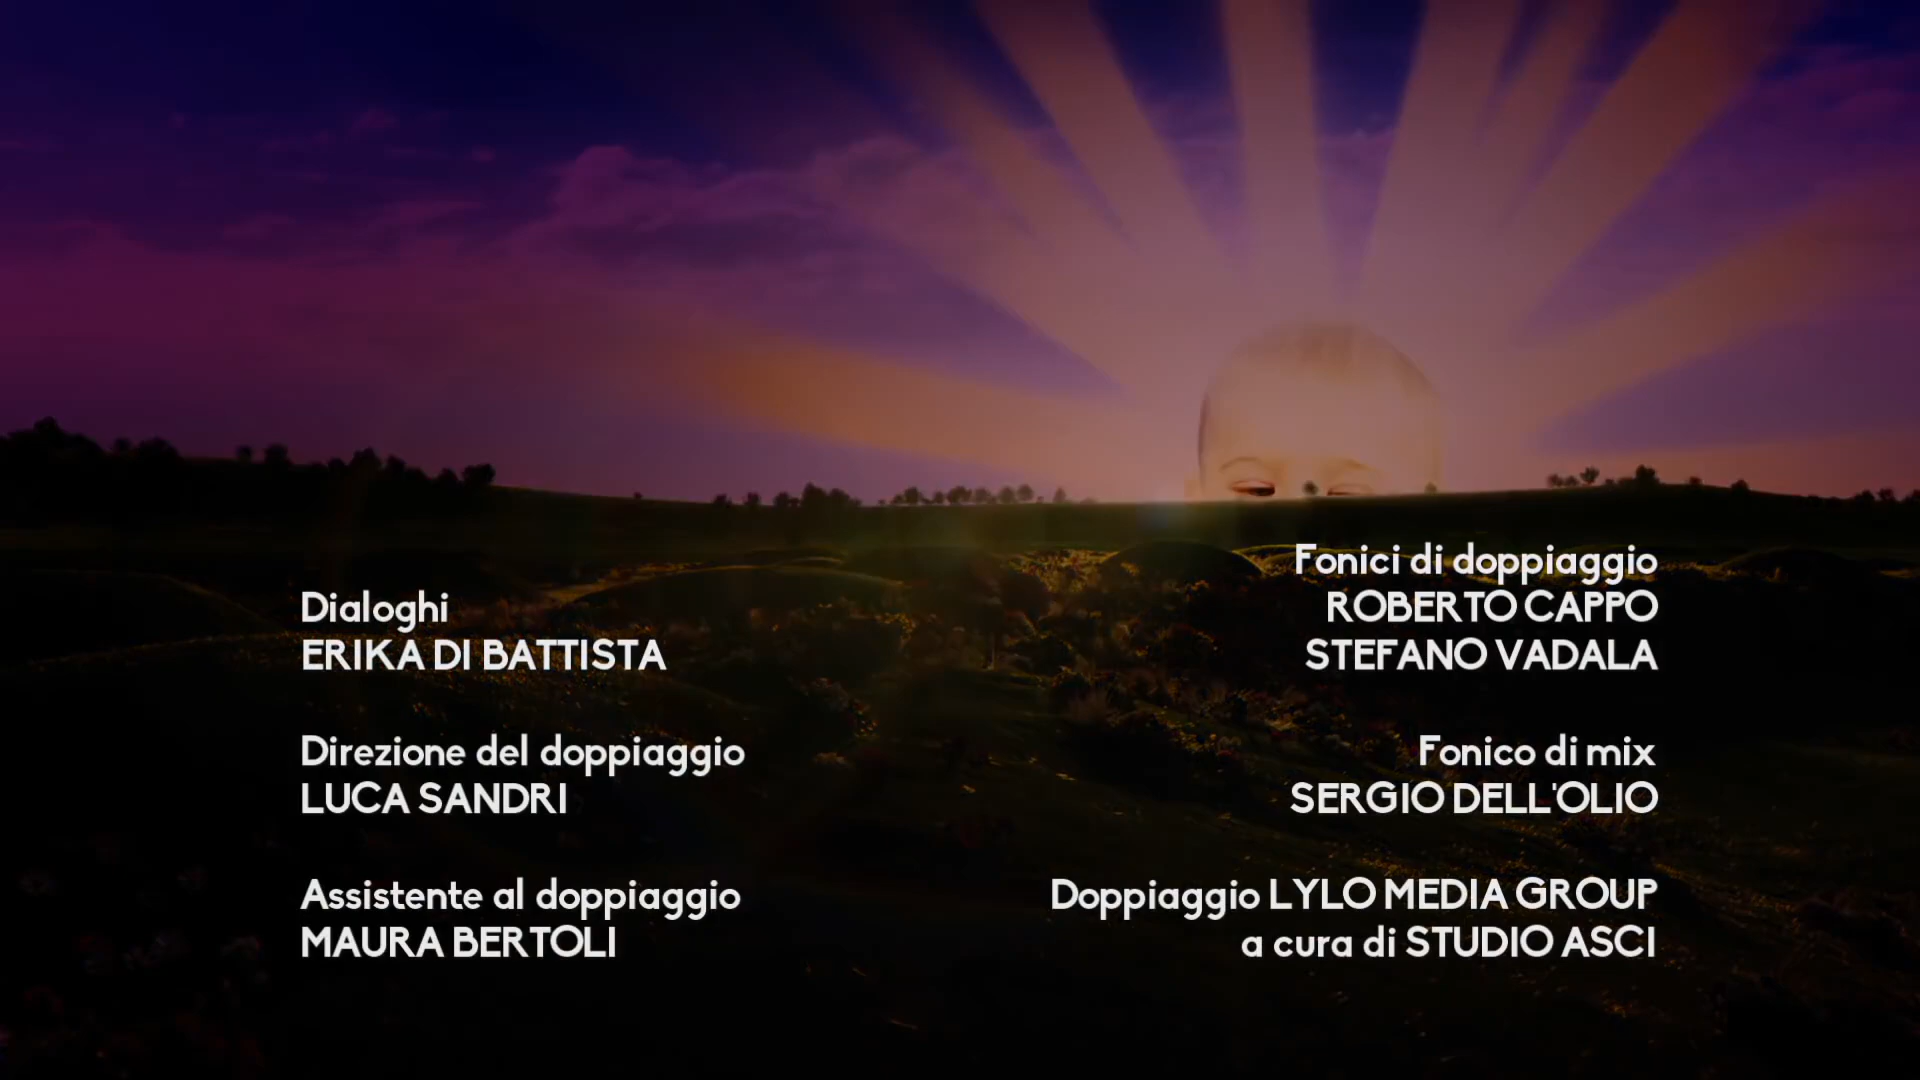 Dialoghi
ERIKA DI BATTISTA
Direzione del doppiaggio
LUCA SANDRI
Assistente al doppiaggio
MAURA BERTOLI
Fonici di doppiaggio
ROBERTO CAPPO
STEFANO VADALA
Fonico di mix
SERGIO DELL'OLIO
Doppiaggio LYLO MEDIA GROUP
a cura di STUDIO ASCI